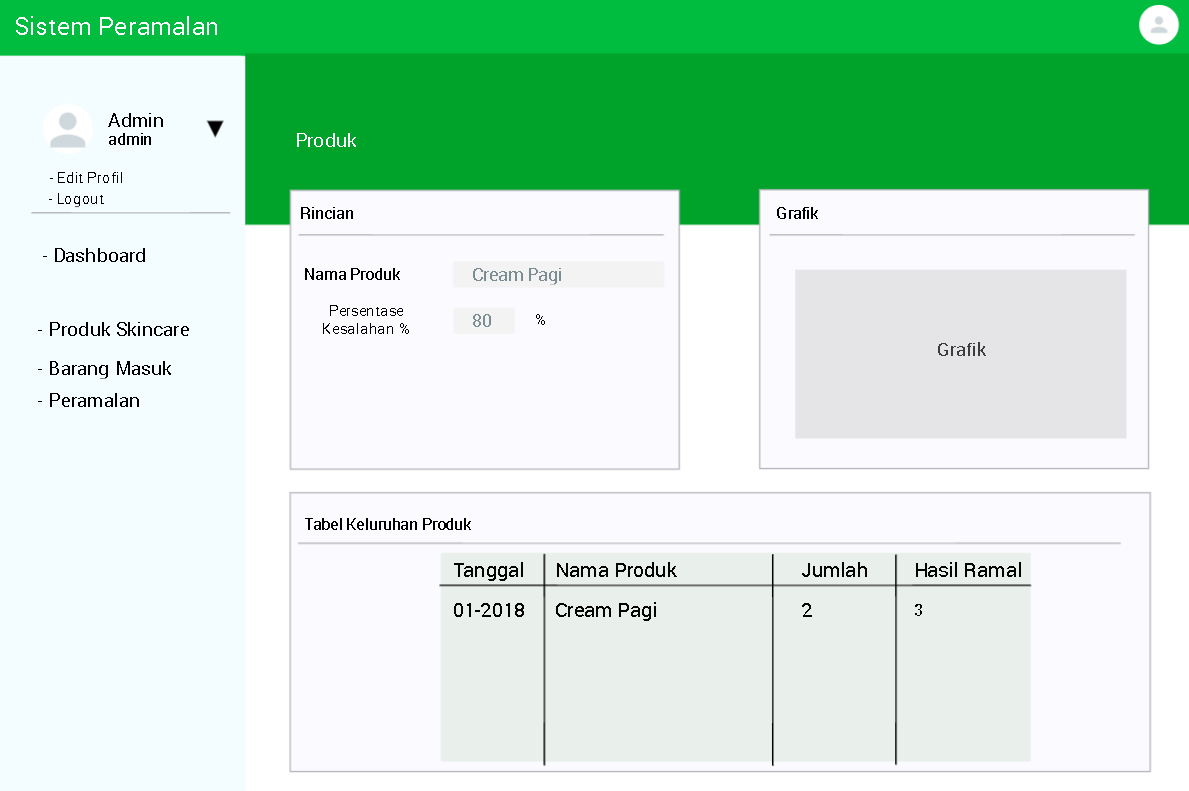 Sistem Peramalan
Admin
admin
- Edit Profil
- Logout
- Dashboard
- Produk Skincare
- Barang Masuk
- Peramalan
Produk
Rincian
Nama Produk Cream Pagi
Persentase
Kesalahan % 80 %
Grafik
Grafik
Tabel Keluruhan Produk
Tanggal Nama Produk Jumlah Hasil Ramal
01-2018 Cream Pagi 2 3